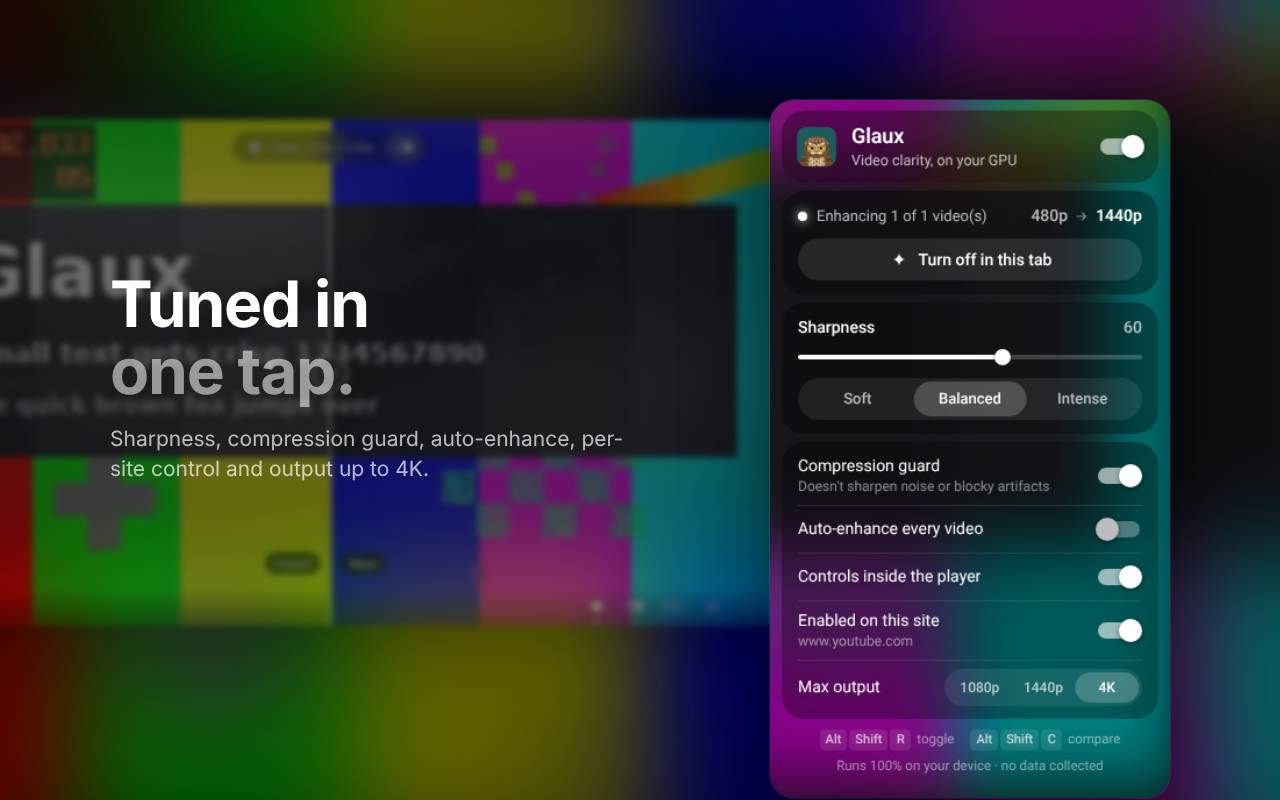 Glaux
Tuned in
one tap.
Sharpness, compression guard, auto-enhance, per-
site control and output up to 4K.
Glaux
Video clarity, on your GPU
Enhancing 1 of 1 video(s) 480p → 1440p
✦ Turn off in this tab
Sharpness 60
Soft Balanced Intense
Compression guard
Doesn't sharpen noise or blocky artifacts
Auto-enhance every video
Controls inside the player
Enabled on this site
www.youtube.com
Max output 1080p 1440p 4K
Alt Shift R toggle Alt Shift C compare
Runs 100% on your device · no data collected